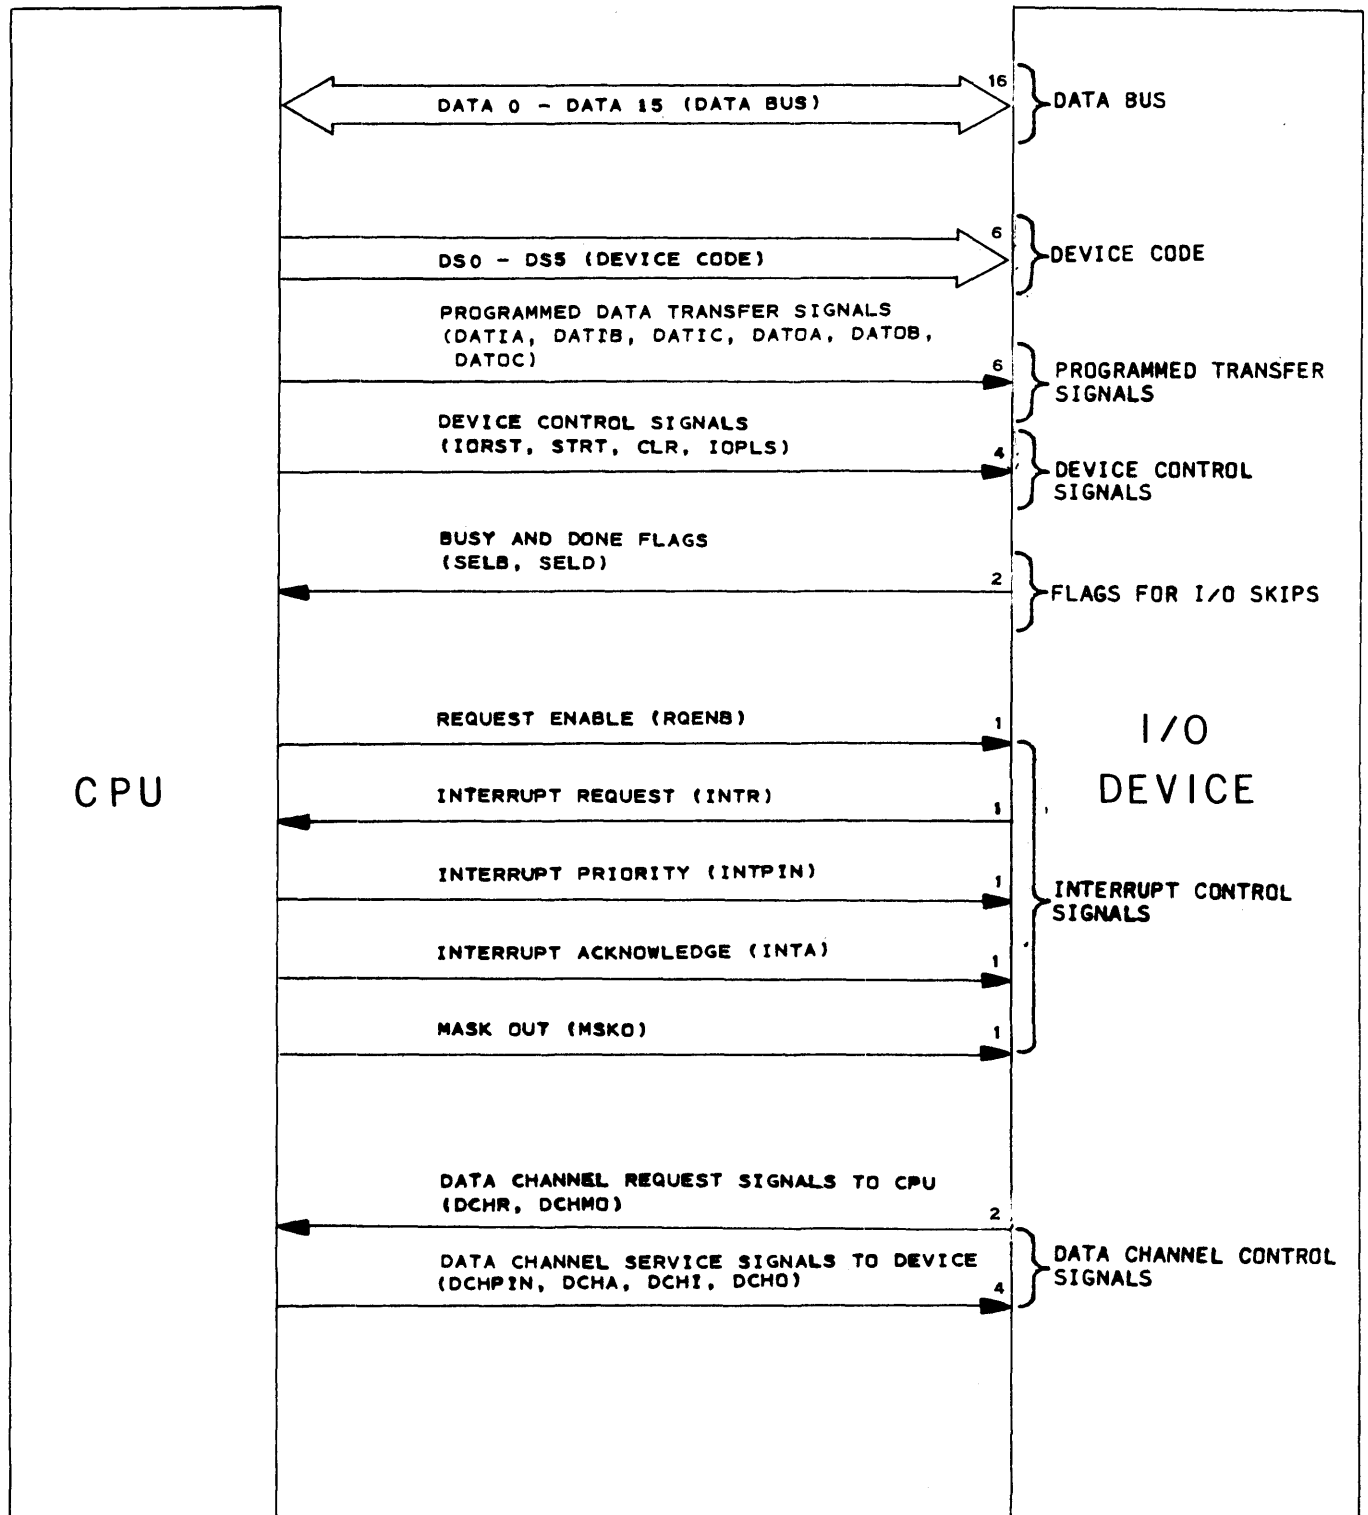 16
DATA 0 - DATA 15 (DATA BUS)
DATA BUS
6
DS0 - DS5 (DEVICE CODE)
DEVICE CODE
PROGRAMMED DATA TRANSFER SIGNALS
(DATIA, DATIB, DATIC, DATOA, DATOB,
DATOC)
6
PROGRAMMED TRANSFER
SIGNALS
DEVICE CONTROL SIGNALS
(IORST, STRT, CLR, IOPLS)
4
DEVICE CONTROL
SIGNALS
BUSY AND DONE FLAGS
(SELB, SELD)
2
FLAGS FOR I/O SKIPS
REQUEST ENABLE (RQENB)
1
I/O
DEVICE
CPU
INTERRUPT REQUEST (INTR)
1
INTERRUPT PRIORITY (INTPIN)
1
INTERRUPT CONTROL
SIGNALS
INTERRUPT ACKNOWLEDGE (INTA)
1
MASK OUT (MSKO)
1
DATA CHANNEL REQUEST SIGNALS TO CPU
(DCHR, DCHMO)
2
DATA CHANNEL SERVICE SIGNALS TO DEVICE
(DCHPIN, DCHA, DCHI, DCHO)
4
DATA CHANNEL CONTROL
SIGNALS